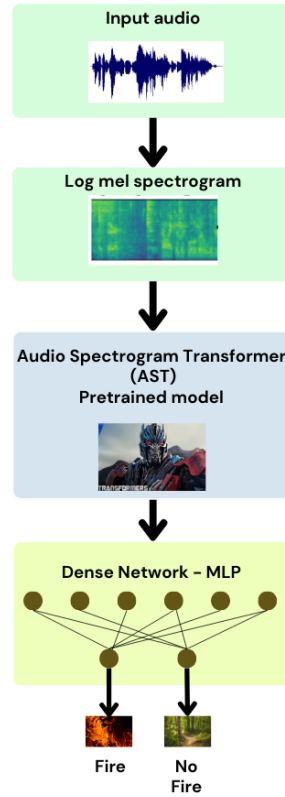 Input audio
Log mel spectrogram
Audio Spectrogram Transformer
(AST)
Pretrained model
TRANSFORMERS
Dense Network - MLP
Fire
No
Fire